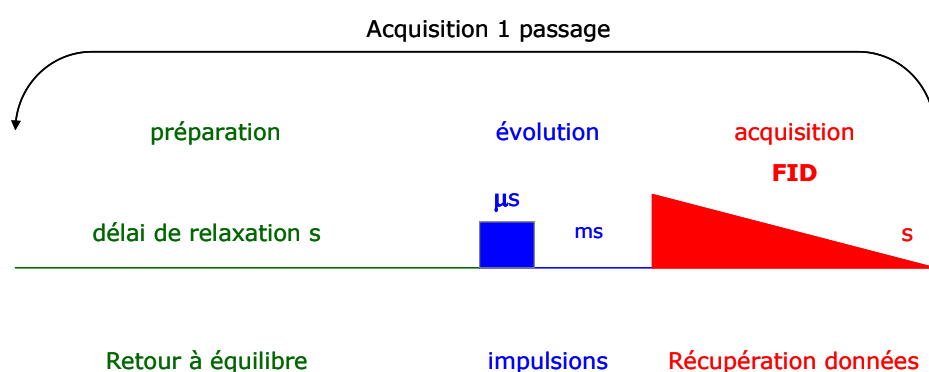 Acquisition 1 passage
préparation
évolution
acquisition
FID
μs
délai de relaxation s
ms
s
Retour à équilibre
impulsions
Récupération données